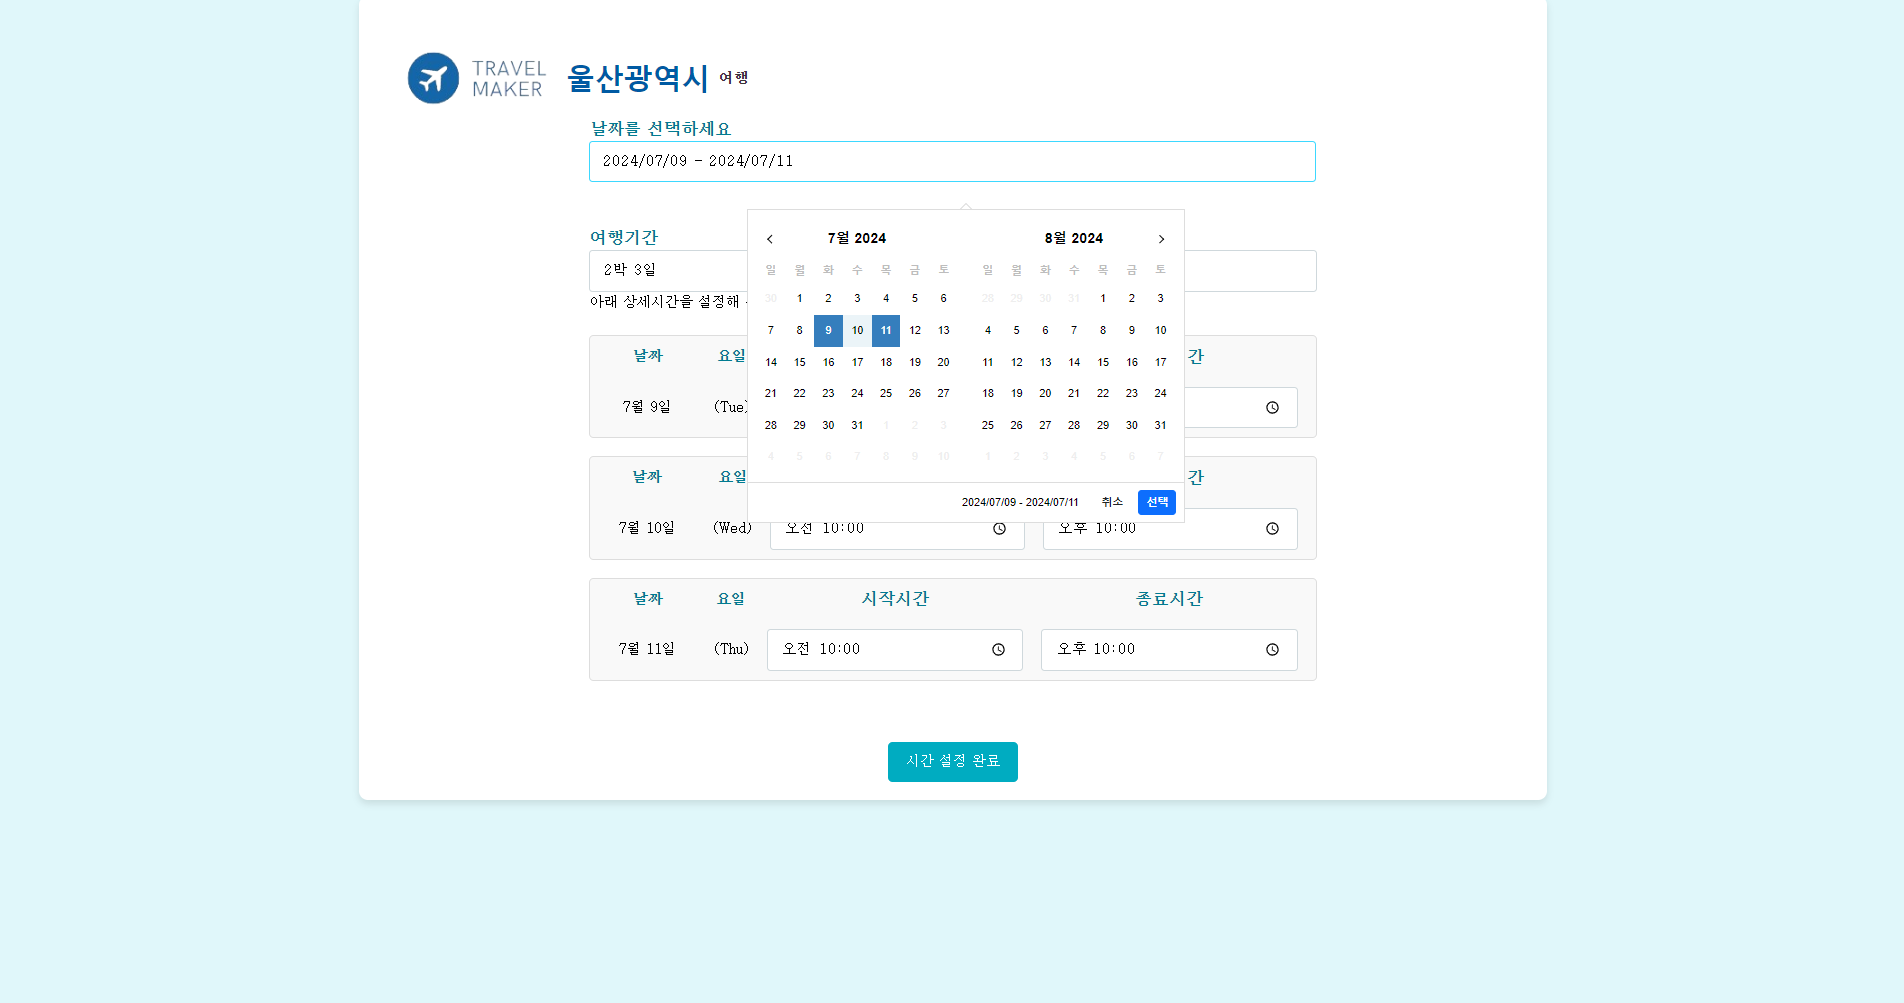 TRAVEL
MAKER
울산광역시 여행
날짜를 선택하세요
2024/07/09 - 2024/07/11
여행기간
2박 3일
아래 상세시간을 설정해
7월 2024
일 월 화 수 목 금 토
30 1 2 3 4 5 6
7 8 9 10 11 12 13
14 15 16 17 18 19 20
21 22 23 24 25 26 27
28 29 30 31 1 2 3
4 5 6 7 8 9 10
8월 2024
일 월 화 수 목 금 토
28 29 30 31 1 2 3
4 5 6 7 8 9 10
11 12 13 14 15 16 17
18 19 20 21 22 23 24
25 26 27 28 29 30 31
1 2 3 4 5 6 7
2024/07/09 - 2024/07/11 취소 선택
날짜 요일 간
7월 9일 (Tue)
날짜 요일 간
7월 10일 (Wed) 오전 10:00 오후 10:00
날짜 요일 시작시간 종료시간
7월 11일 (Thu) 오전 10:00 오후 10:00
시간 설정 완료